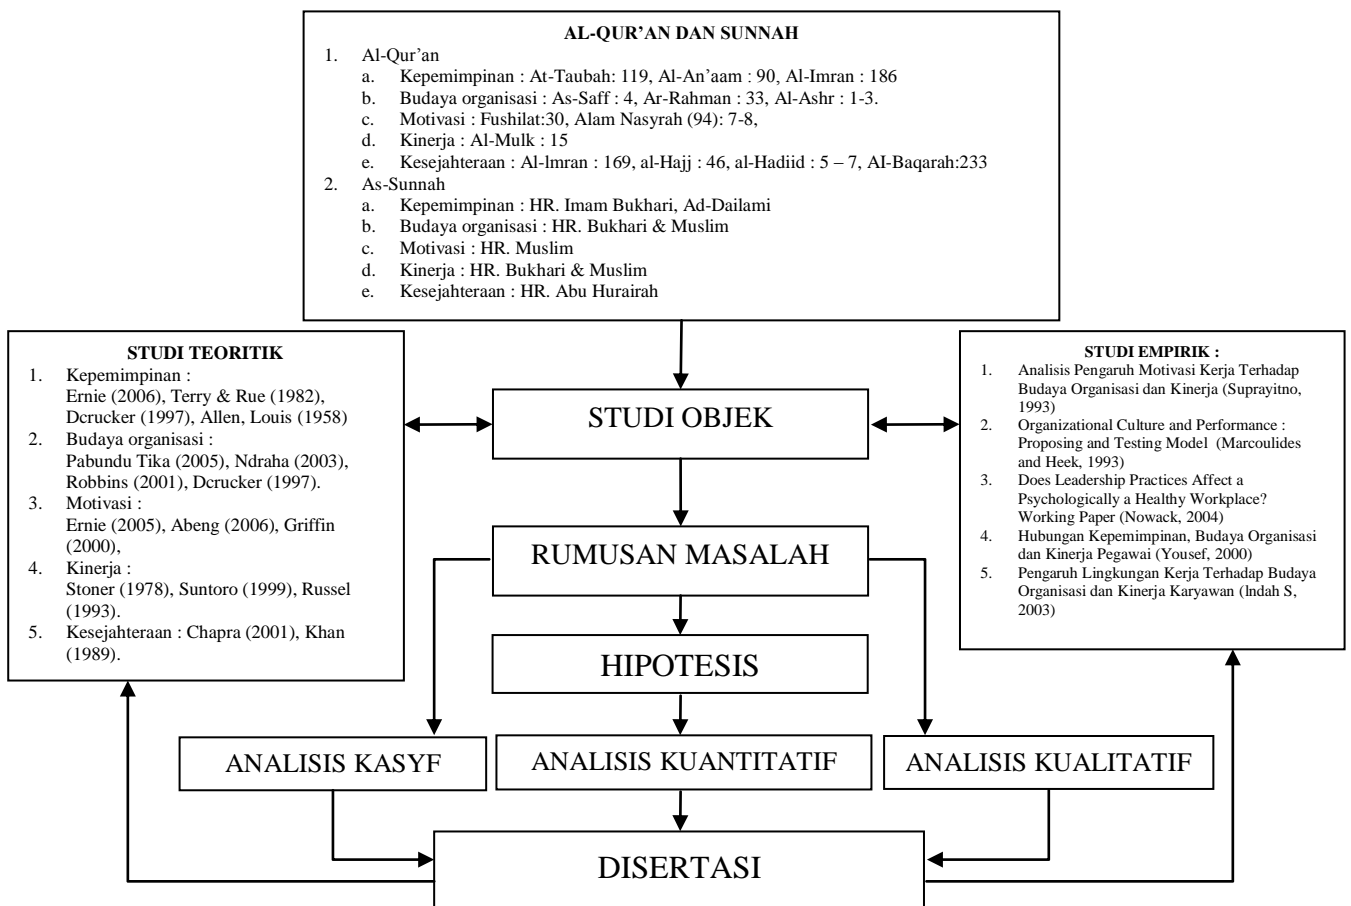 AL-QUR’AN DAN SUNNAH
1. Al-Qur’an
a. Kepemimpinan : At-Taubah: 119, Al-An’aam : 90, Al-Imran : 186
b. Budaya organisasi : As-Saff : 4, Ar-Rahman : 33, Al-Ashr : 1-3.
c. Motivasi : Fushilat:30, Alam Nasyrah (94): 7-8,
d. Kinerja : Al-Mulk : 15
e. Kesejahteraan : Al-lmran : 169, al-Hajj : 46, al-Hadiid : 5 – 7, AI-Baqarah:233
2. As-Sunnah
a. Kepemimpinan : HR. Imam Bukhari, Ad-Dailami
b. Budaya organisasi : HR. Bukhari & Muslim
c. Motivasi : HR. Muslim
d. Kinerja : HR. Bukhari & Muslim
e. Kesejahteraan : HR. Abu Hurairah
STUDI TEORITIK
1. Kepemimpinan :
Ernie (2006), Terry & Rue (1982),
Dcrucker (1997), Allen, Louis (1958)
2. Budaya organisasi :
Pabundu Tika (2005), Ndraha (2003),
Robbins (2001), Dcrucker (1997).
3. Motivasi :
Ernie (2005), Abeng (2006), Griffin
(2000),
4. Kinerja :
Stoner (1978), Suntoro (1999), Russel
(1993).
5. Kesejahteraan : Chapra (2001), Khan
(1989).
STUDI OBJEK
STUDI EMPIRIK :
1. Analisis Pengaruh Motivasi Kerja Terhadap
Budaya Organisasi dan Kinerja (Suprayitno,
1993)
2. Organizational Culture and Performance :
Proposing and Testing Model (Marcoulides
and Heek, 1993)
3. Does Leadership Practices Affect a
Psychologically a Healthy Workplace?
Working Paper (Nowack, 2004)
4. Hubungan Kepemimpinan, Budaya Organisasi
dan Kinerja Pegawai (Yousef, 2000)
5. Pengaruh Lingkungan Kerja Terhadap Budaya
Organisasi dan Kinerja Karyawan (Indah S,
2003)
RUMUSAN MASALAH
HIPOTESIS
ANALISIS KASYF
ANALISIS KUANTITATIF
ANALISIS KUALITATIF
DISERTASI